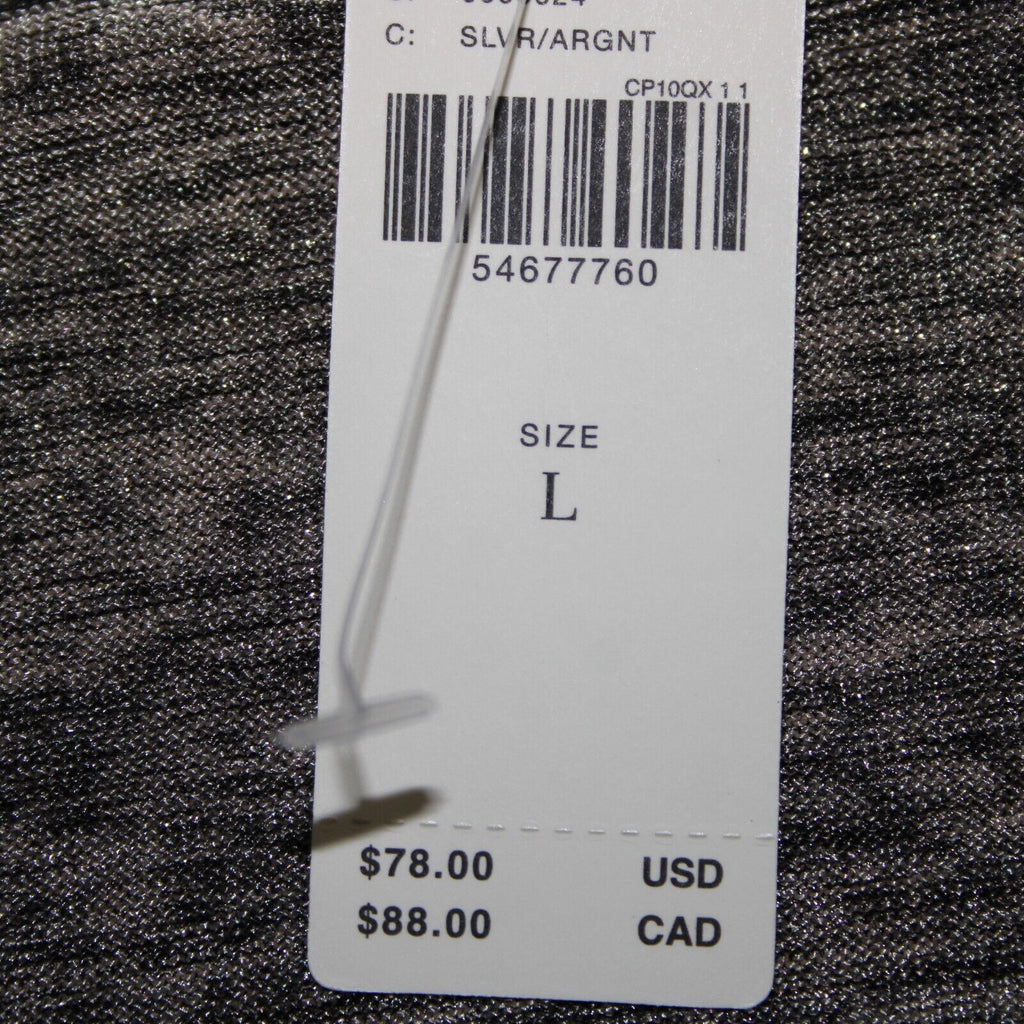 C: SLVR/ARGNT
CP10QX 1 1
54677760
SIZE
L
$78.00 USD
$88.00 CAD